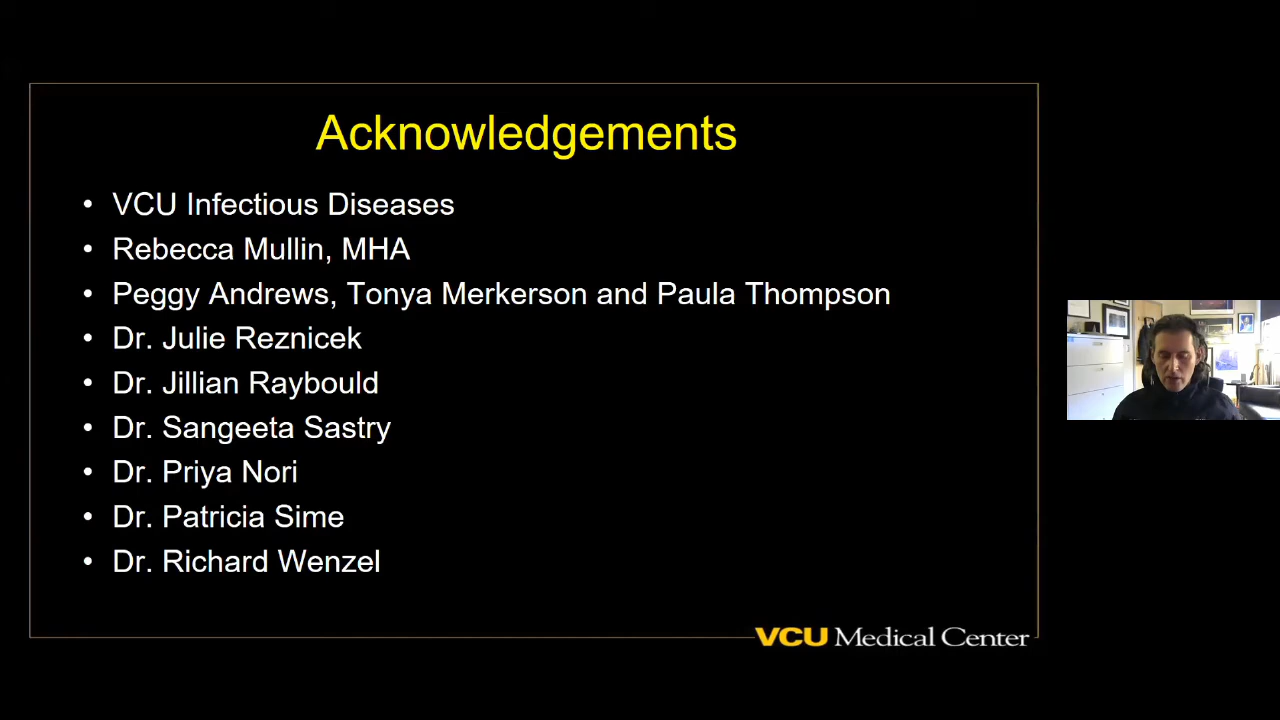 Acknowledgements
• VCU Infectious Diseases
• Rebecca Mullin, MHA
• Peggy Andrews, Tonya Merkerson and Paula Thompson
• Dr. Julie Reznicek
• Dr. Jillian Raybould
• Dr. Sangeeta Sastry
• Dr. Priya Nori
• Dr. Patricia Sime
• Dr. Richard Wenzel
VCU Medical Center